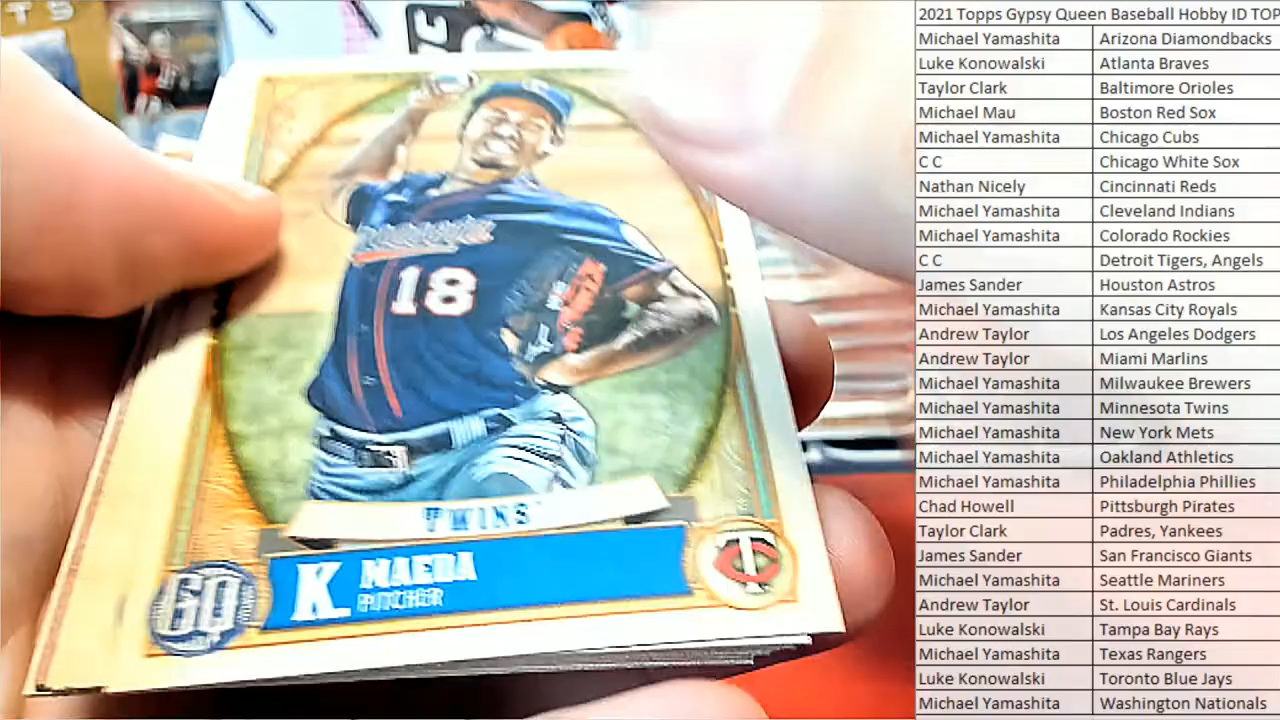 TS
18
TWINS
K. MAEDA
PITCHER
GQ
TC
2021 Topps Gypsy Queen Baseball Hobby ID TOP
Michael Yamashita Arizona Diamondbacks
Luke Konowalski Atlanta Braves
Taylor Clark Baltimore Orioles
Michael Mau Boston Red Sox
Michael Yamashita Chicago Cubs
C C Chicago White Sox
Nathan Nicely Cincinnati Reds
Michael Yamashita Cleveland Indians
Michael Yamashita Colorado Rockies
C C Detroit Tigers, Angels
James Sander Houston Astros
Michael Yamashita Kansas City Royals
Andrew Taylor Los Angeles Dodgers
Andrew Taylor Miami Marlins
Michael Yamashita Milwaukee Brewers
Michael Yamashita Minnesota Twins
Michael Yamashita New York Mets
Michael Yamashita Oakland Athletics
Michael Yamashita Philadelphia Phillies
Chad Howell Pittsburgh Pirates
Taylor Clark Padres, Yankees
James Sander San Francisco Giants
Michael Yamashita Seattle Mariners
Andrew Taylor St. Louis Cardinals
Luke Konowalski Tampa Bay Rays
Michael Yamashita Texas Rangers
Luke Konowalski Toronto Blue Jays
Michael Yamashita Washington Nationals